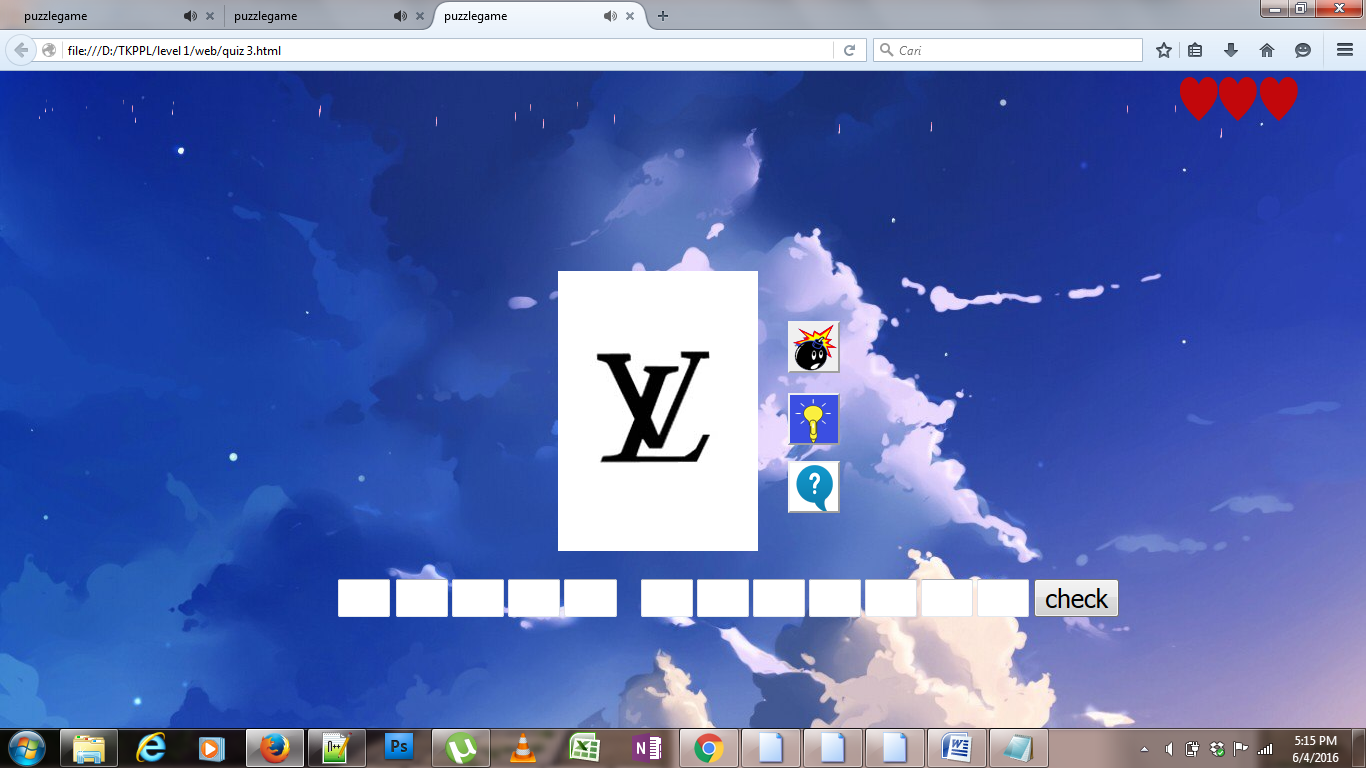 puzzlegame
puzzlegame
puzzlegame
file:///D:/TKPPL/level 1/web/quiz 3.html
Cari
LV
?
check
Ps
5:15 PM
6/4/2016